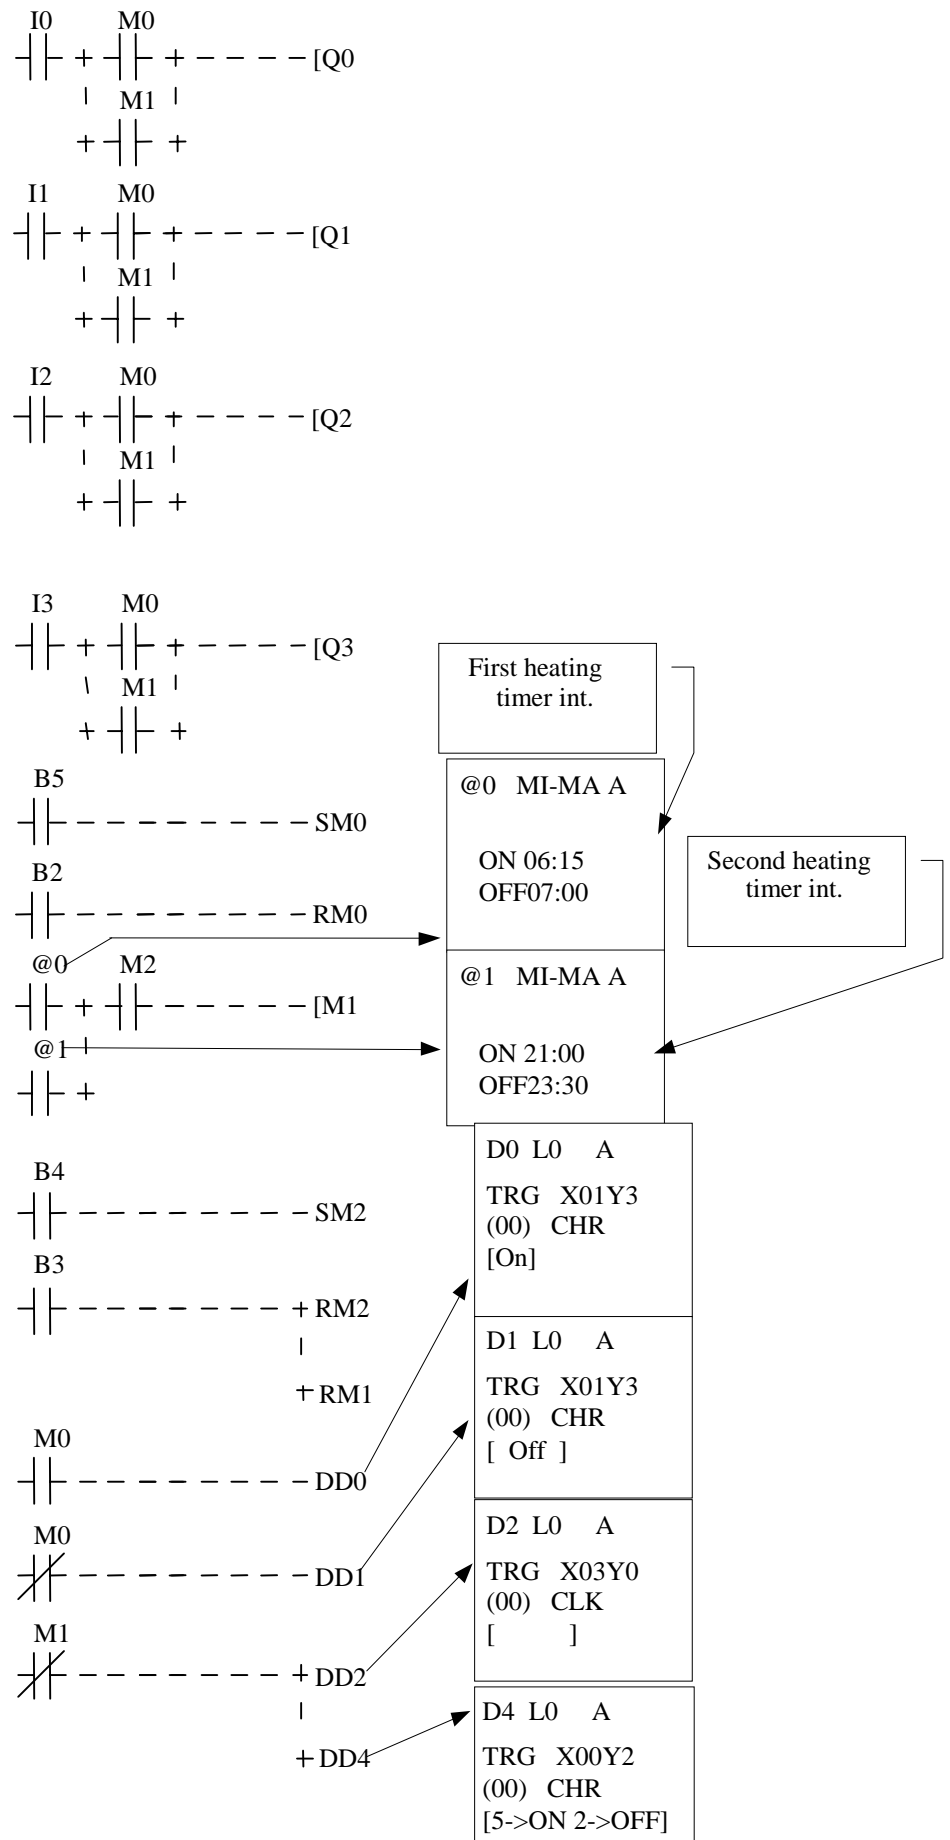 I0 M0
[Q0
M1
I1 M0
[Q1
M1
I2 M0
[Q2
M1
I3 M0
[Q3
M1
First heating
timer int.
B5
SM0
B2
RM0
@0 MI-MA A
ON 06:15
OFF07:00
Second heating
timer int.
@0 M2
[M1
@1
@1 MI-MA A
ON 21:00
OFF23:30
B4
SM2
B3
RM2
RM1
D0 L0 A
TRG X01Y3
(00) CHR
[On]
D1 L0 A
TRG X01Y3
(00) CHR
[ Off ]
M0
DD0
M0
DD1
D2 L0 A
TRG X03Y0
(00) CLK
[ ]
M1
DD2
DD4
D4 L0 A
TRG X00Y2
(00) CHR
[5->ON 2->OFF]